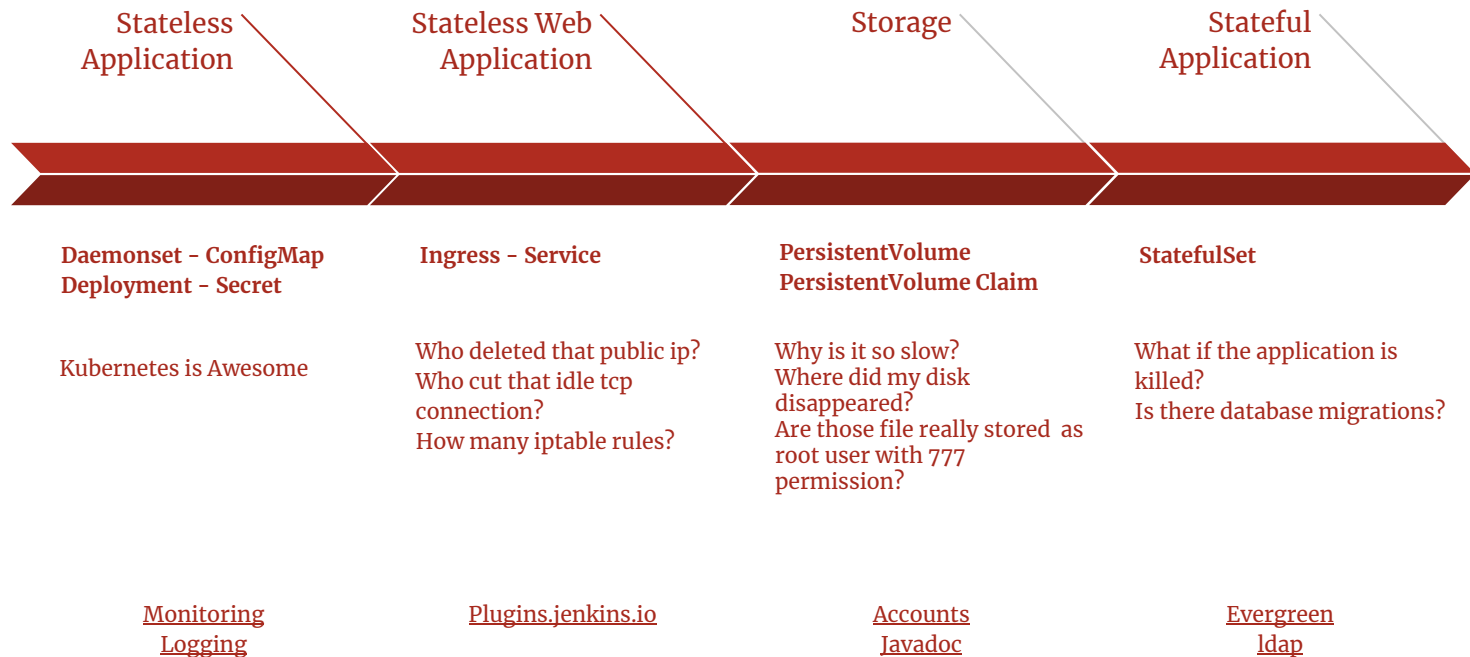 Stateless
Application
Stateless Web
Application
Storage
Stateful
Application
Daemonset - ConfigMap
Deployment - Secret
Ingress - Service
PersistentVolume
PersistentVolume Claim
StatefulSet
Kubernetes is Awesome
Who deleted that public ip?
Who cut that idle tcp
connection?
How many iptable rules?
Why is it so slow?
Where did my disk
disappeared?
Are those file really stored  as
root user with 777
permission?
What if the application is
killed?
Is there database migrations?
Monitoring
Logging
Plugins.jenkins.io
Accounts
Javadoc
Evergreen
ldap